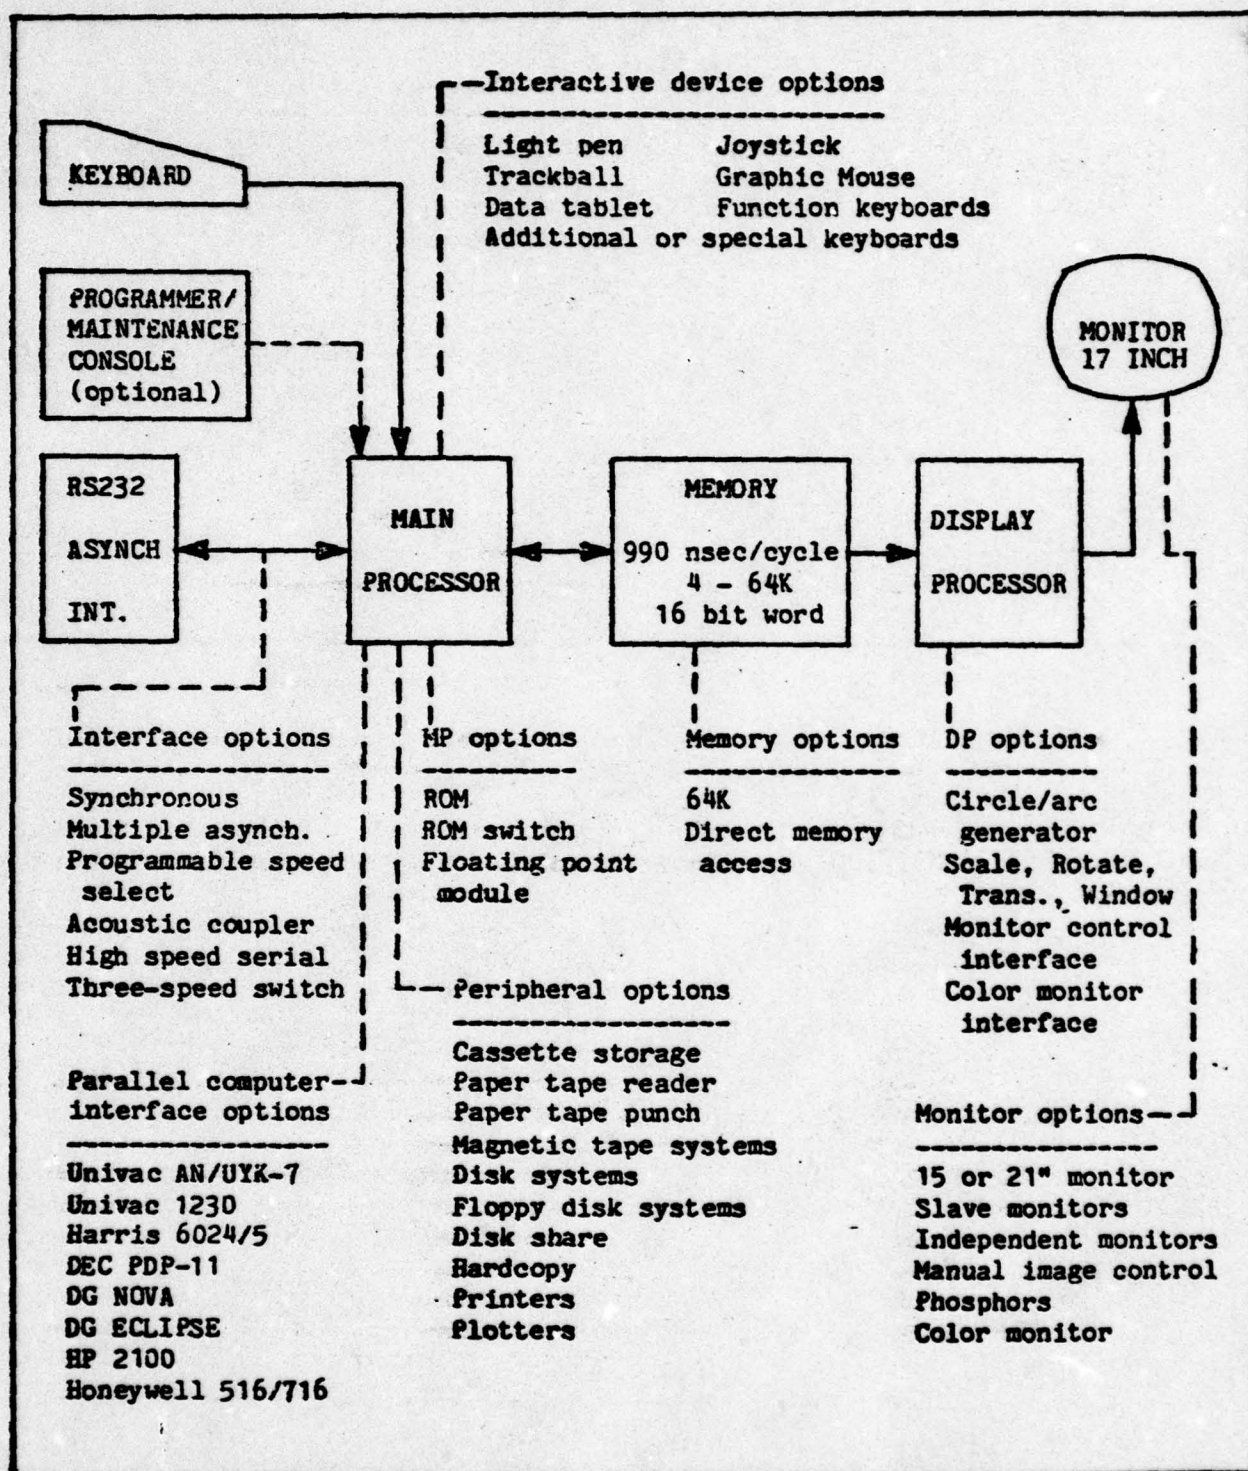 Interactive device options
Light pen Joystick
Trackball Graphic Mouse
Data tablet Function keyboards
Additional or special keyboards
KEYBOARD
PROGRAMMER/
MAINTENANCE
CONSOLE
(optional)
MONITOR
17 INCH
RS232
ASYNCH
INT.
MAIN
PROCESSOR
MEMORY
990 nsec/cycle
4 - 64K
16 bit word
DISPLAY
PROCESSOR
Interface options
Synchronous
Multiple asynch.
Programmable speed
select
Acoustic coupler
High speed serial
Three-speed switch
MP options
ROM
ROM switch
Floating point
module
Memory options
64K
Direct memory
access
DP options
Circle/arc
generator
Scale, Rotate,
Trans., Window
Monitor control
interface
Color monitor
interface
Parallel computer
interface options
Univac AN/UYK-7
Univac 1230
Harris 6024/5
DEC PDP-11
DG NOVA
DG ECLIPSE
HP 2100
Honeywell 516/716
Peripheral options
Cassette storage
Paper tape reader
Paper tape punch
Magnetic tape systems
Disk systems
Floppy disk systems
Disk share
Hardcopy
Printers
Plotters
Monitor options
15 or 21" monitor
Slave monitors
Independent monitors
Manual image control
Phosphors
Color monitor